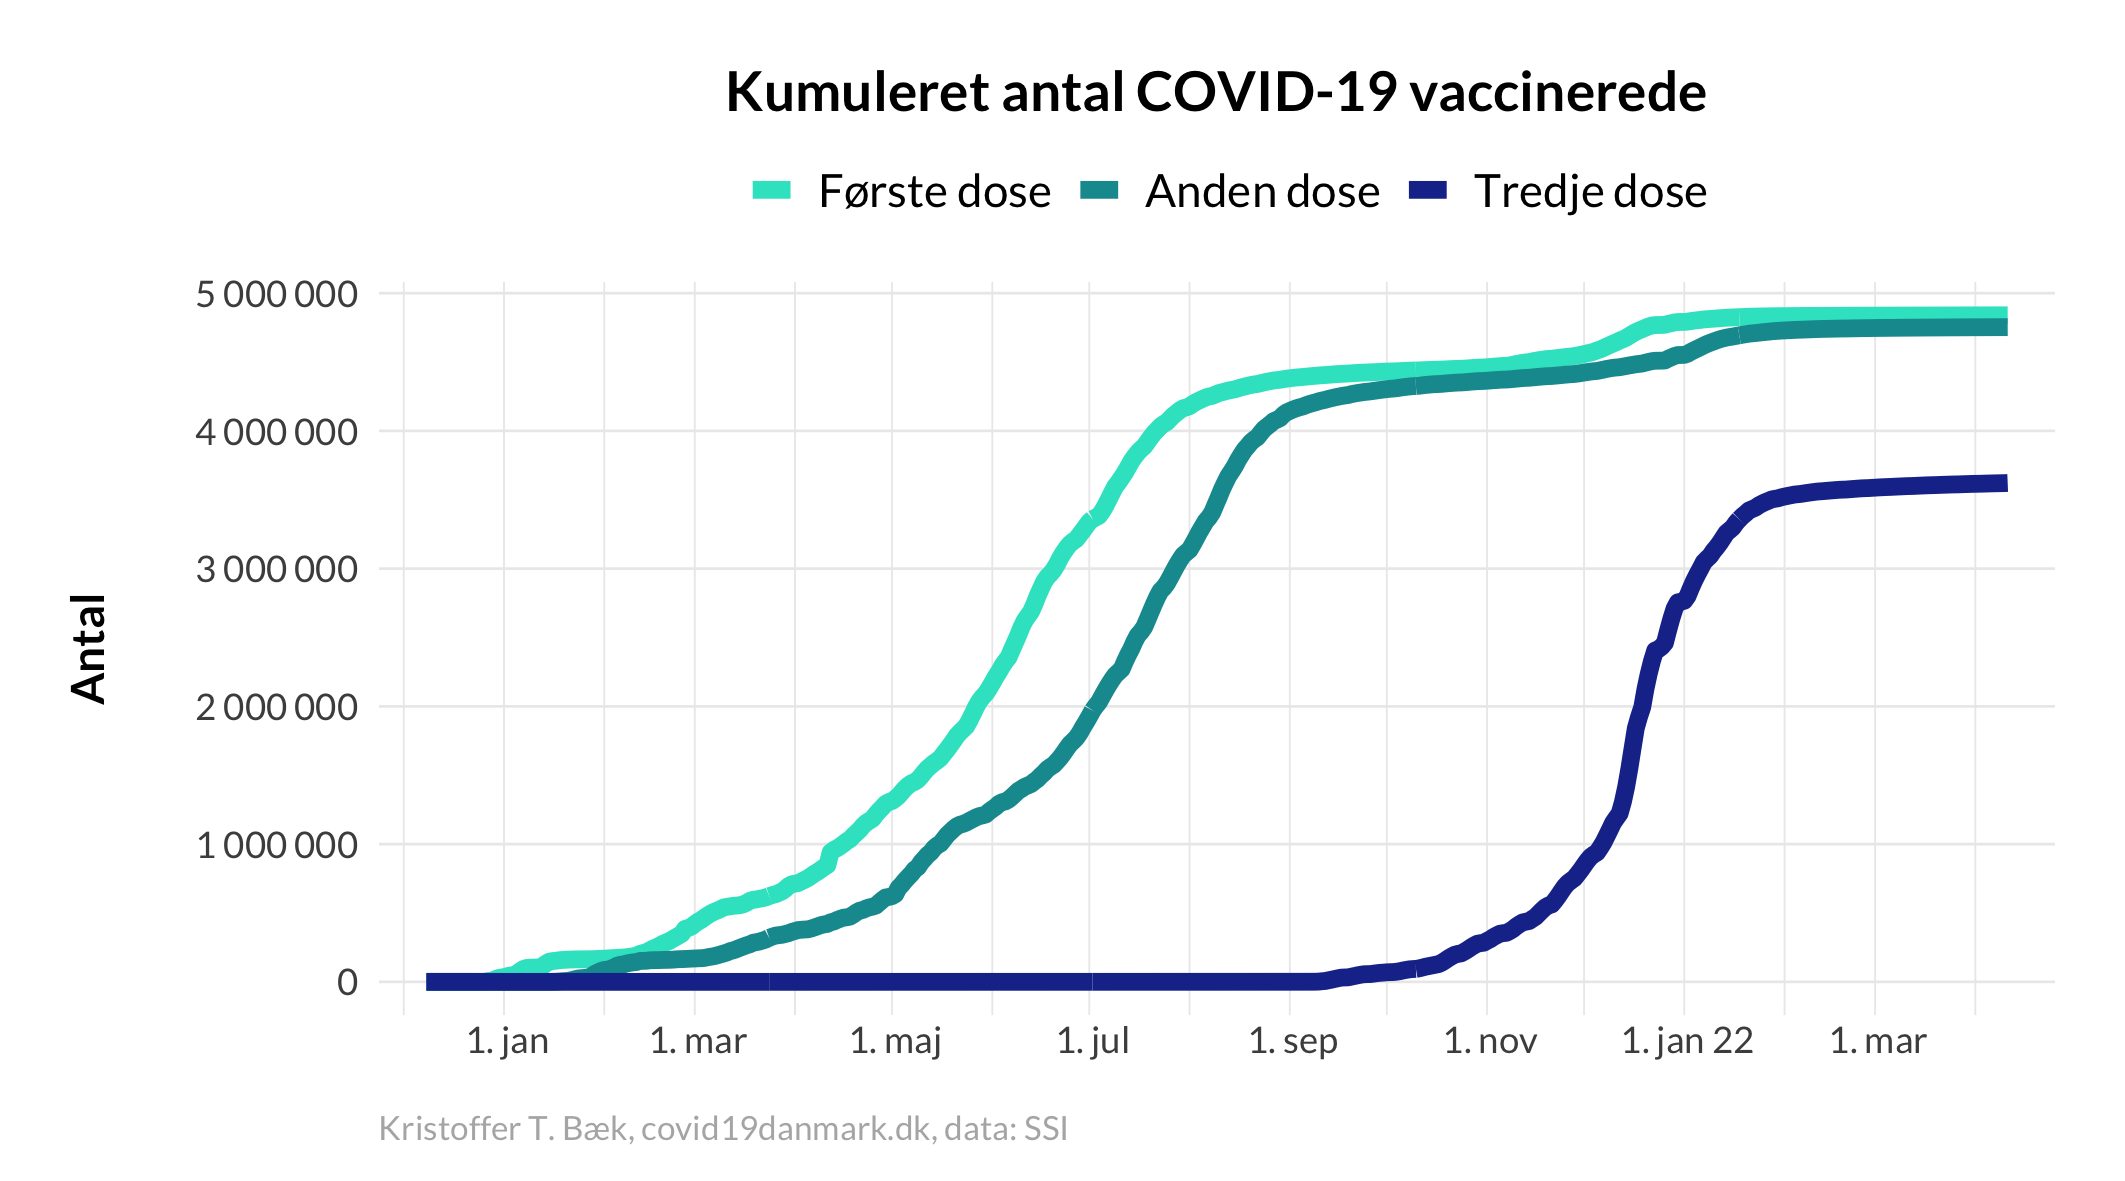 Kumuleret antal COVID-19 vaccinerede
Første dose Anden dose Tredje dose
Antal
5 000 000
4 000 000
3 000 000
2 000 000
1 000 000
0
1. jan 1. mar 1. maj 1. jul 1. sep 1. nov 1. jan 22 1. mar
Kristoffer T. Bæk, covid19danmark.dk, data: SSI